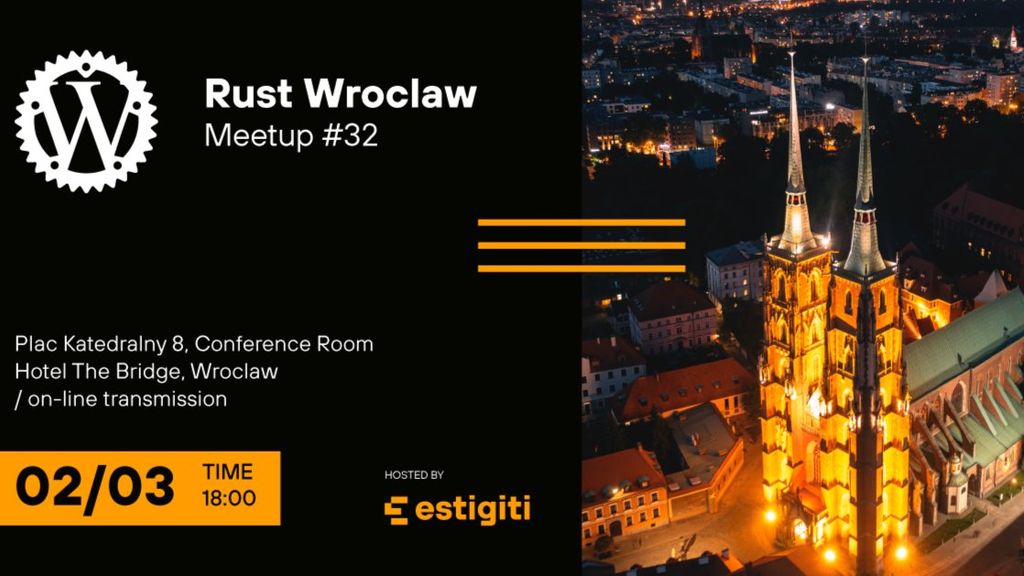 W
Rust Wroclaw
Meetup #32
Plac Katedralny 8, Conference Room
Hotel The Bridge, Wroclaw
/ on-line transmission
02/03
TIME
18:00
HOSTED BY
estigiti